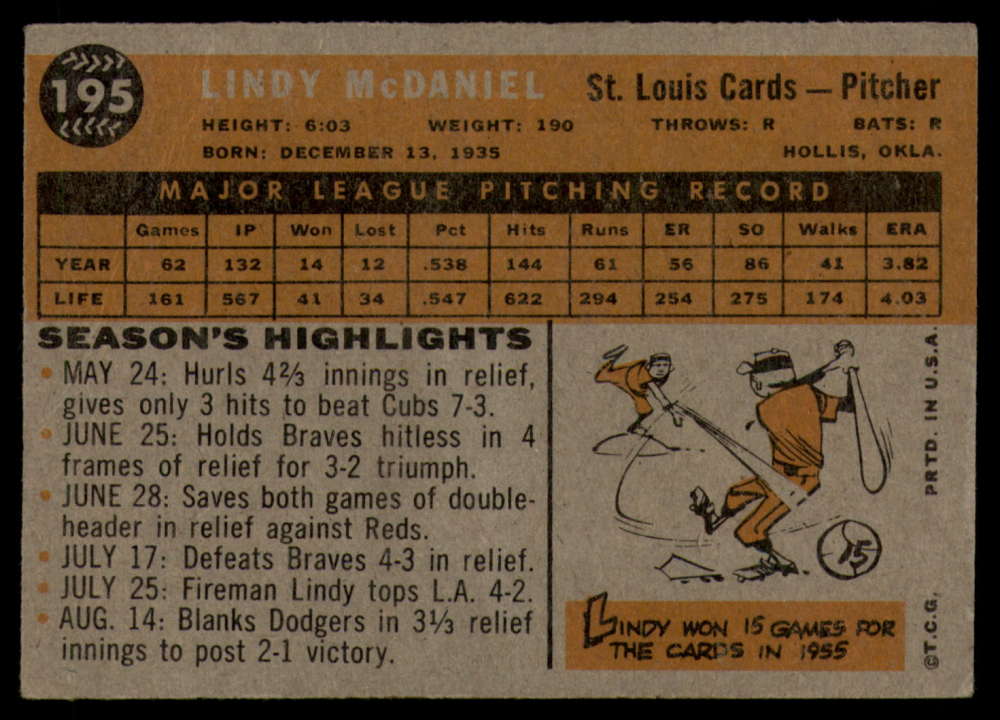 195
LINDY McDANIEL St. Louis Cards — Pitcher
HEIGHT: 6:03 WEIGHT: 190 THROWS: R BATS: R
BORN: DECEMBER 13, 1935 HOLLIS, OKLA.
MAJOR LEAGUE PITCHING RECORD
Games IP Won Lost Pct Hits Runs ER SO Walks ERA
YEAR 62 132 14 12 .538 144 61 56 86 41 3.82
LIFE 161 567 41 34 .547 622 294 254 275 174 4.03
SEASON'S HIGHLIGHTS
• MAY 24: Hurls 4⅔ innings in relief,
gives only 3 hits to beat Cubs 7-3.
• JUNE 25: Holds Braves hitless in 4
frames of relief for 3-2 triumph.
• JUNE 28: Saves both games of double-
header in relief against Reds.
• JULY 17: Defeats Braves 4-3 in relief.
• JULY 25: Fireman Lindy tops L.A. 4-2.
• AUG. 14: Blanks Dodgers in 3⅓ relief
innings to post 2-1 victory.
15
LINDY WON 15 GAMES FOR
THE CARDS IN 1955
©T.C.G. PRTD. IN U.S.A.